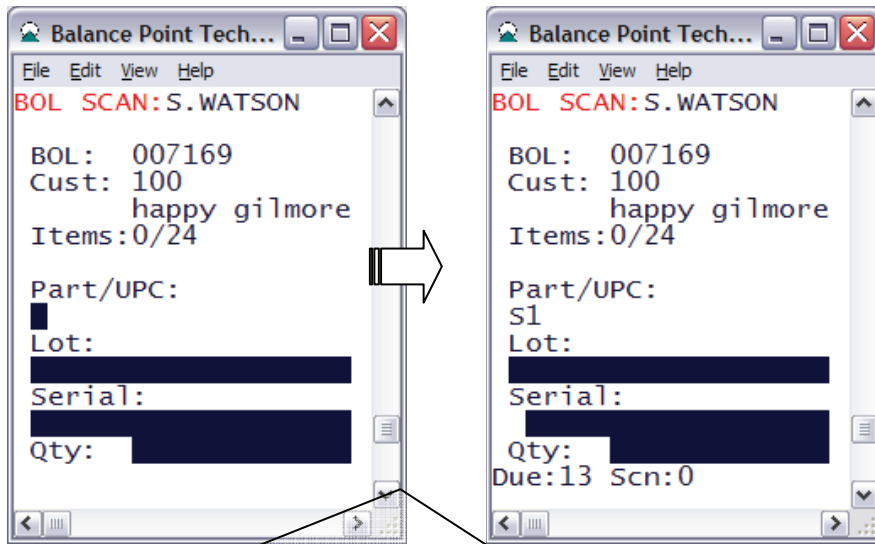 Balance Point Tech...
File Edit View Help
BOL SCAN:S.WATSON
BOL: 007169
Cust: 100
happy gilmore
Items:0/24
Part/UPC:
Lot:
Serial:
Qty:
Balance Point Tech...
File Edit View Help
BOL SCAN:S.WATSON
BOL: 007169
Cust: 100
happy gilmore
Items:0/24
Part/UPC:
S1
Lot:
Serial:
Qty:
Due:13 Scn:0